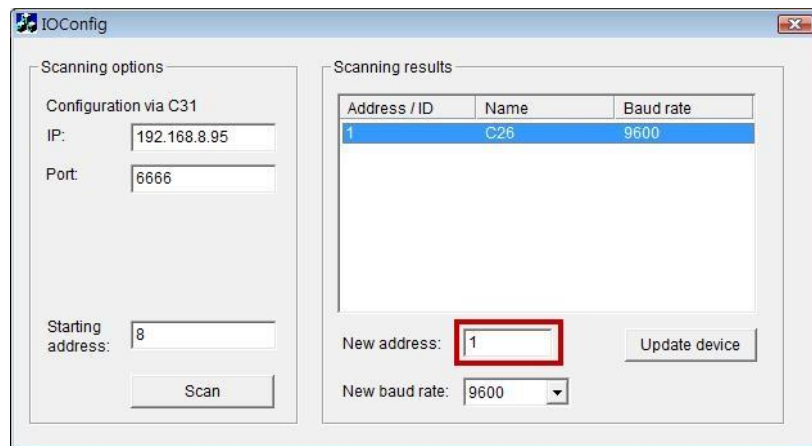 IOConfig
Scanning options
Configuration via C31
IP: 192.168.8.95
Port: 6666
Starting address: 8
Scan
Scanning results
Address / ID Name Baud rate
1 C26 9600
New address: 1
Update device
New baud rate: 9600